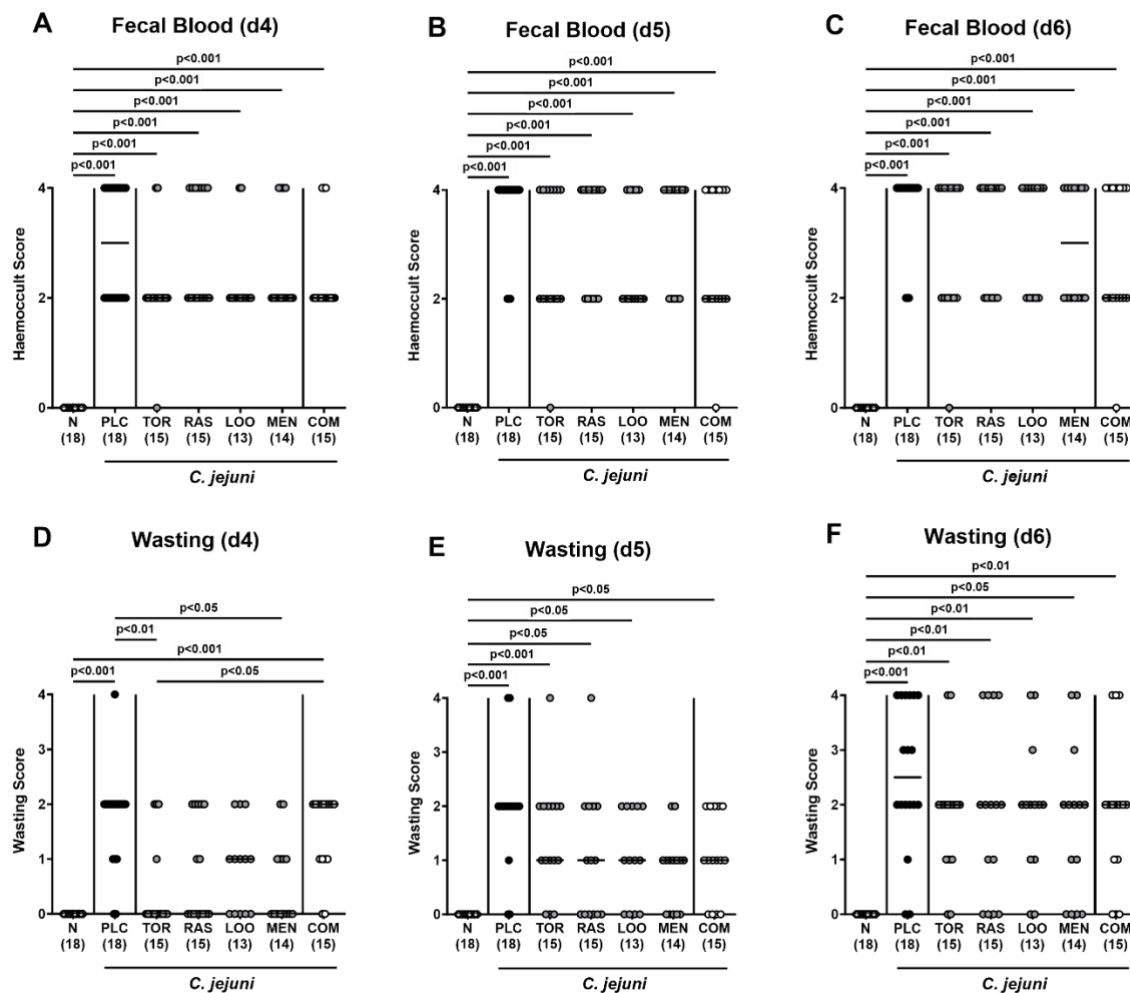 A
Fecal Blood (d4)
p<0.001
p<0.001
p<0.001
p<0.001
p<0.001
p<0.001
Haemoccult Score
4
2
0
N PLC TOR RAS LOO MEN COM
(18) (18) (15) (15) (13) (14) (15)
C. jejuni
B
Fecal Blood (d5)
p<0.001
p<0.001
p<0.001
p<0.001
p<0.001
p<0.001
Haemoccult Score
4
2
0
N PLC TOR RAS LOO MEN COM
(18) (18) (15) (15) (13) (14) (15)
C. jejuni
C
Fecal Blood (d6)
p<0.001
p<0.001
p<0.001
p<0.001
p<0.001
p<0.001
Haemoccult Score
4
2
0
N PLC TOR RAS LOO MEN COM
(18) (18) (15) (15) (13) (14) (15)
C. jejuni
D
Wasting (d4)
p<0.05
p<0.01
p<0.001
p<0.001 p<0.05
Wasting Score
4
3
2
1
0
N PLC TOR RAS LOO MEN COM
(18) (18) (15) (15) (13) (14) (15)
C. jejuni
E
Wasting (d5)
p<0.05
p<0.05
p<0.05
p<0.001
p<0.001
Wasting Score
4
3
2
1
0
N PLC TOR RAS LOO MEN COM
(18) (18) (15) (15) (13) (14) (15)
C. jejuni
F
Wasting (d6)
p<0.01
p<0.05
p<0.01
p<0.01
p<0.01
p<0.001
Wasting Score
4
3
2
1
0
N PLC TOR RAS LOO MEN COM
(18) (18) (15) (15) (13) (14) (15)
C. jejuni